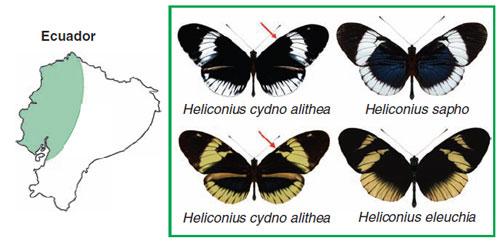 Ecuador
Heliconius cydno alithea
Heliconius sapho
Heliconius cydno alithea
Heliconius eleuchia